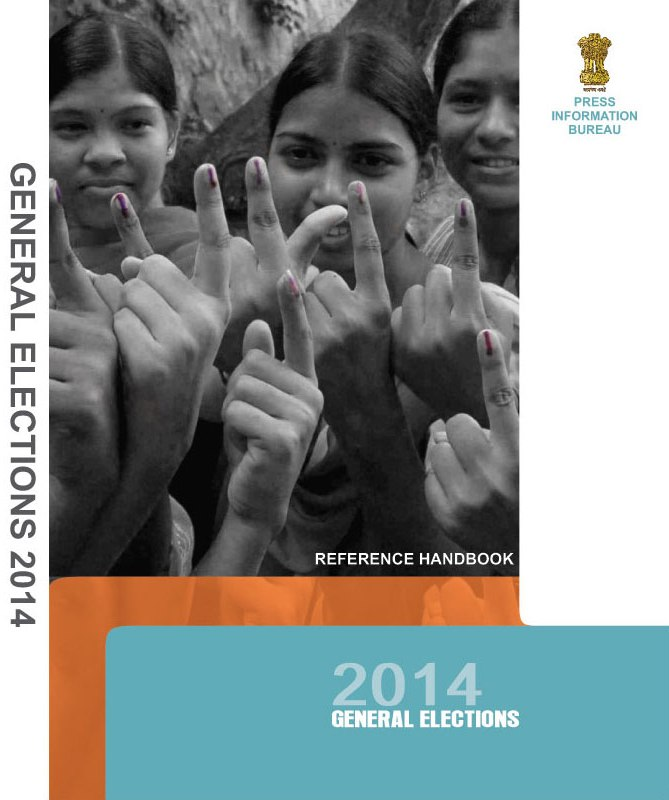 GENERAL ELECTIONS 2014
PRESS
INFORMATION
BUREAU
REFERENCE HANDBOOK
2014
GENERAL ELECTIONS